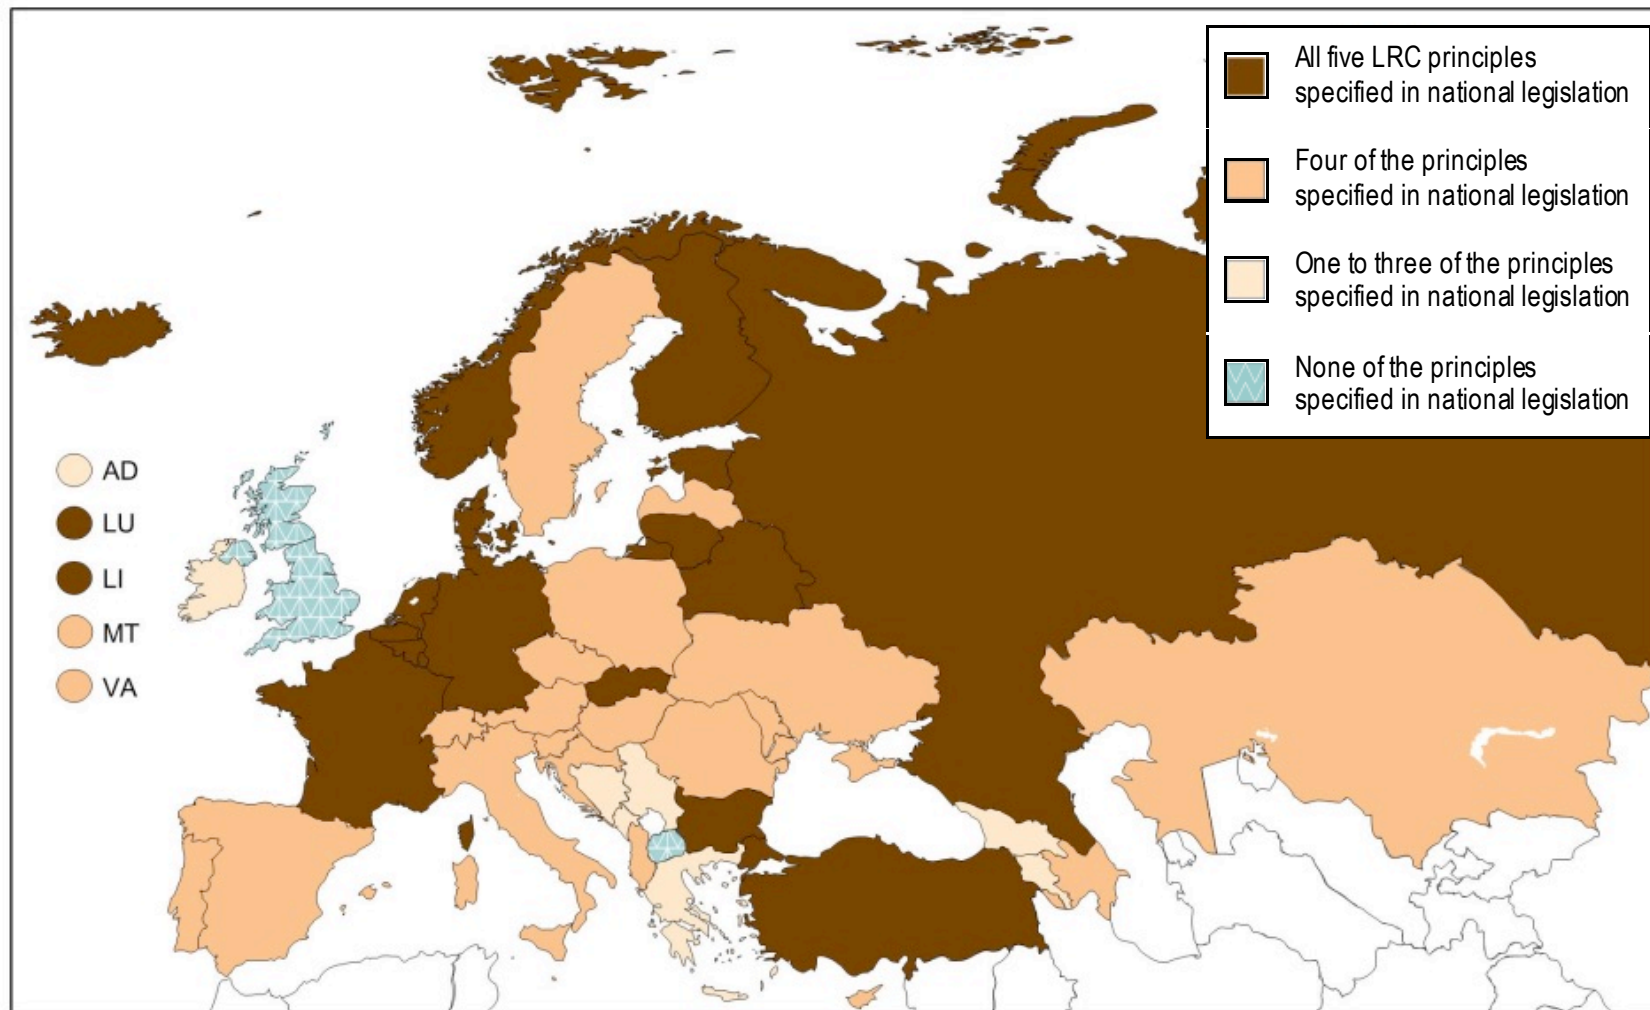 All five LRC principles
specified in national legislation
Four of the principles
specified in national legislation
One to three of the principles
specified in national legislation
None of the principles
specified in national legislation
AD
LU
LI
MT
VA